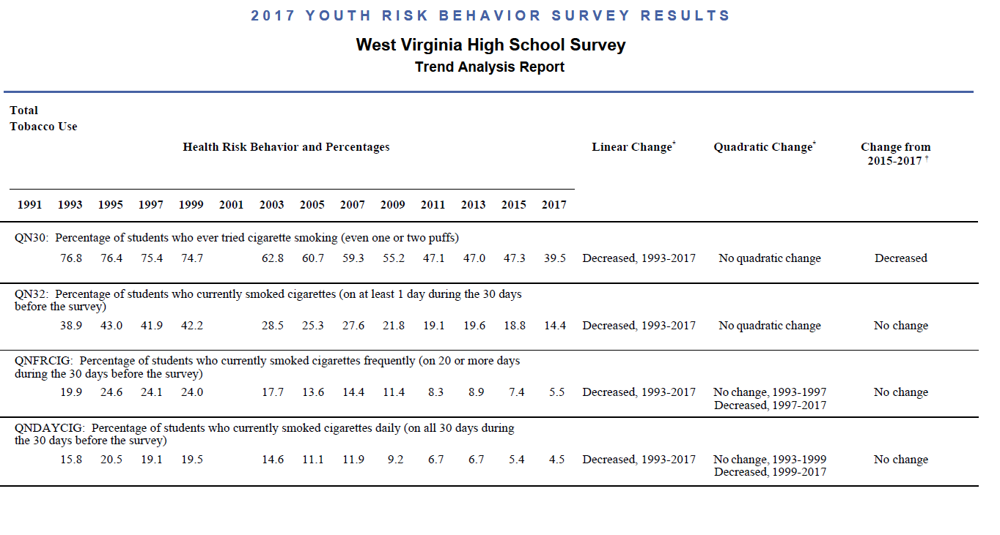 2017 YOUTH RISK BEHAVIOR SURVEY RESULTS
West Virginia High School Survey
Trend Analysis Report
Total
Tobacco Use
Health Risk Behavior and Percentages Linear Change* Quadratic Change* Change from
2015-2017 †
1991 1993 1995 1997 1999 2001 2003 2005 2007 2009 2011 2013 2015 2017
QN30: Percentage of students who ever tried cigarette smoking (even one or two puffs)
76.8 76.4 75.4 74.7 62.8 60.7 59.3 55.2 47.1 47.0 47.3 39.5 Decreased, 1993-2017 No quadratic change Decreased
QN32: Percentage of students who currently smoked cigarettes (on at least 1 day during the 30 days
before the survey)
38.9 43.0 41.9 42.2 28.5 25.3 27.6 21.8 19.1 19.6 18.8 14.4 Decreased, 1993-2017 No quadratic change No change
QNFRCIG: Percentage of students who currently smoked cigarettes frequently (on 20 or more days
during the 30 days before the survey)
19.9 24.6 24.1 24.0 17.7 13.6 14.4 11.4 8.3 8.9 7.4 5.5 Decreased, 1993-2017 No change, 1993-1997 No change
Decreased, 1997-2017
QNDAYCIG: Percentage of students who currently smoked cigarettes daily (on all 30 days during
the 30 days before the survey)
15.8 20.5 19.1 19.5 14.6 11.1 11.9 9.2 6.7 6.7 5.4 4.5 Decreased, 1993-2017 No change, 1993-1999 No change
Decreased, 1999-2017